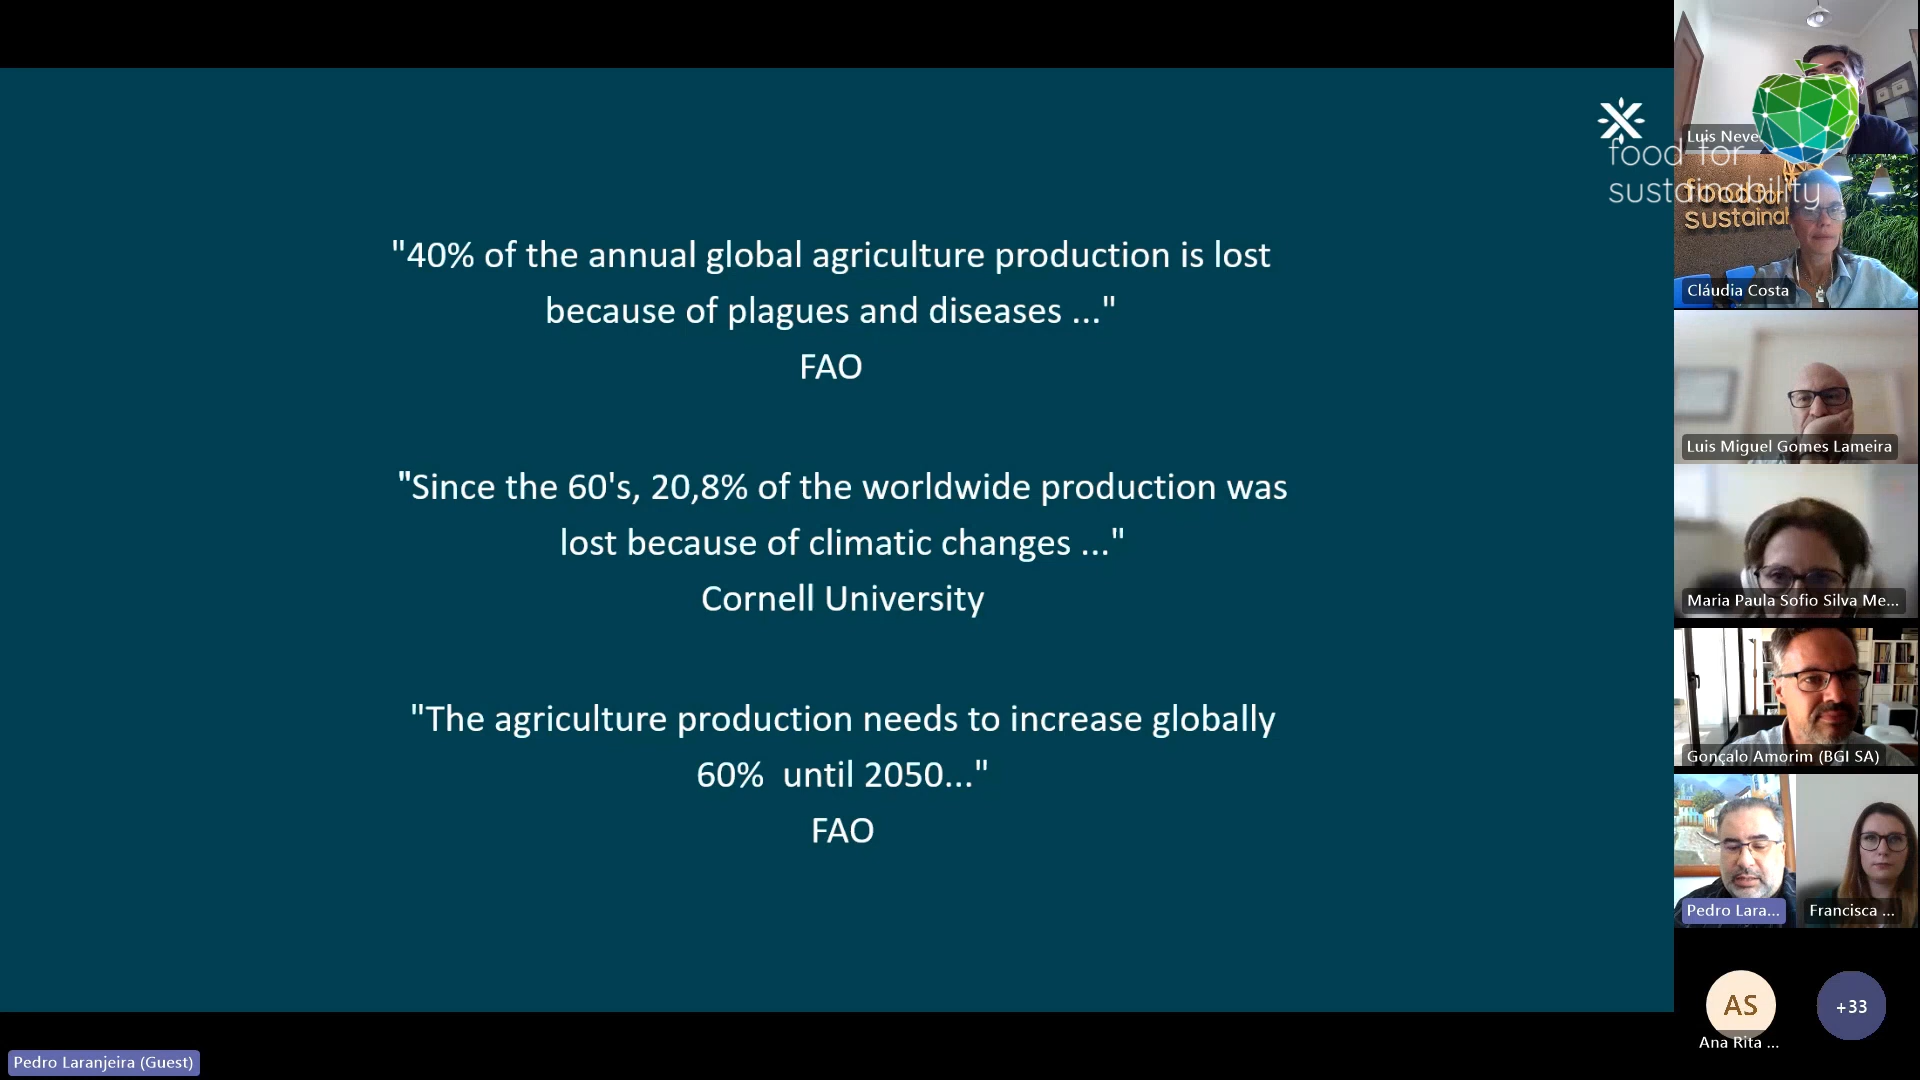 "40% of the annual global agriculture production is lost
because of plagues and diseases ..."
FAO
"Since the 60's, 20,8% of the worldwide production was
lost because of climatic changes ..."
Cornell University
"The agriculture production needs to increase globally
60%  until 2050..."
FAO
food for
sustainability
Luis Neve
sustainab
Cláudia Costa
Luis Miguel Gomes Lameira
Maria Paula Sofio Silva Me...
Gonçalo Amorim (BGI SA)
Pedro Lara...
Francisca ...
AS
Ana Rita ...
+33
Pedro Laranjeira (Guest)